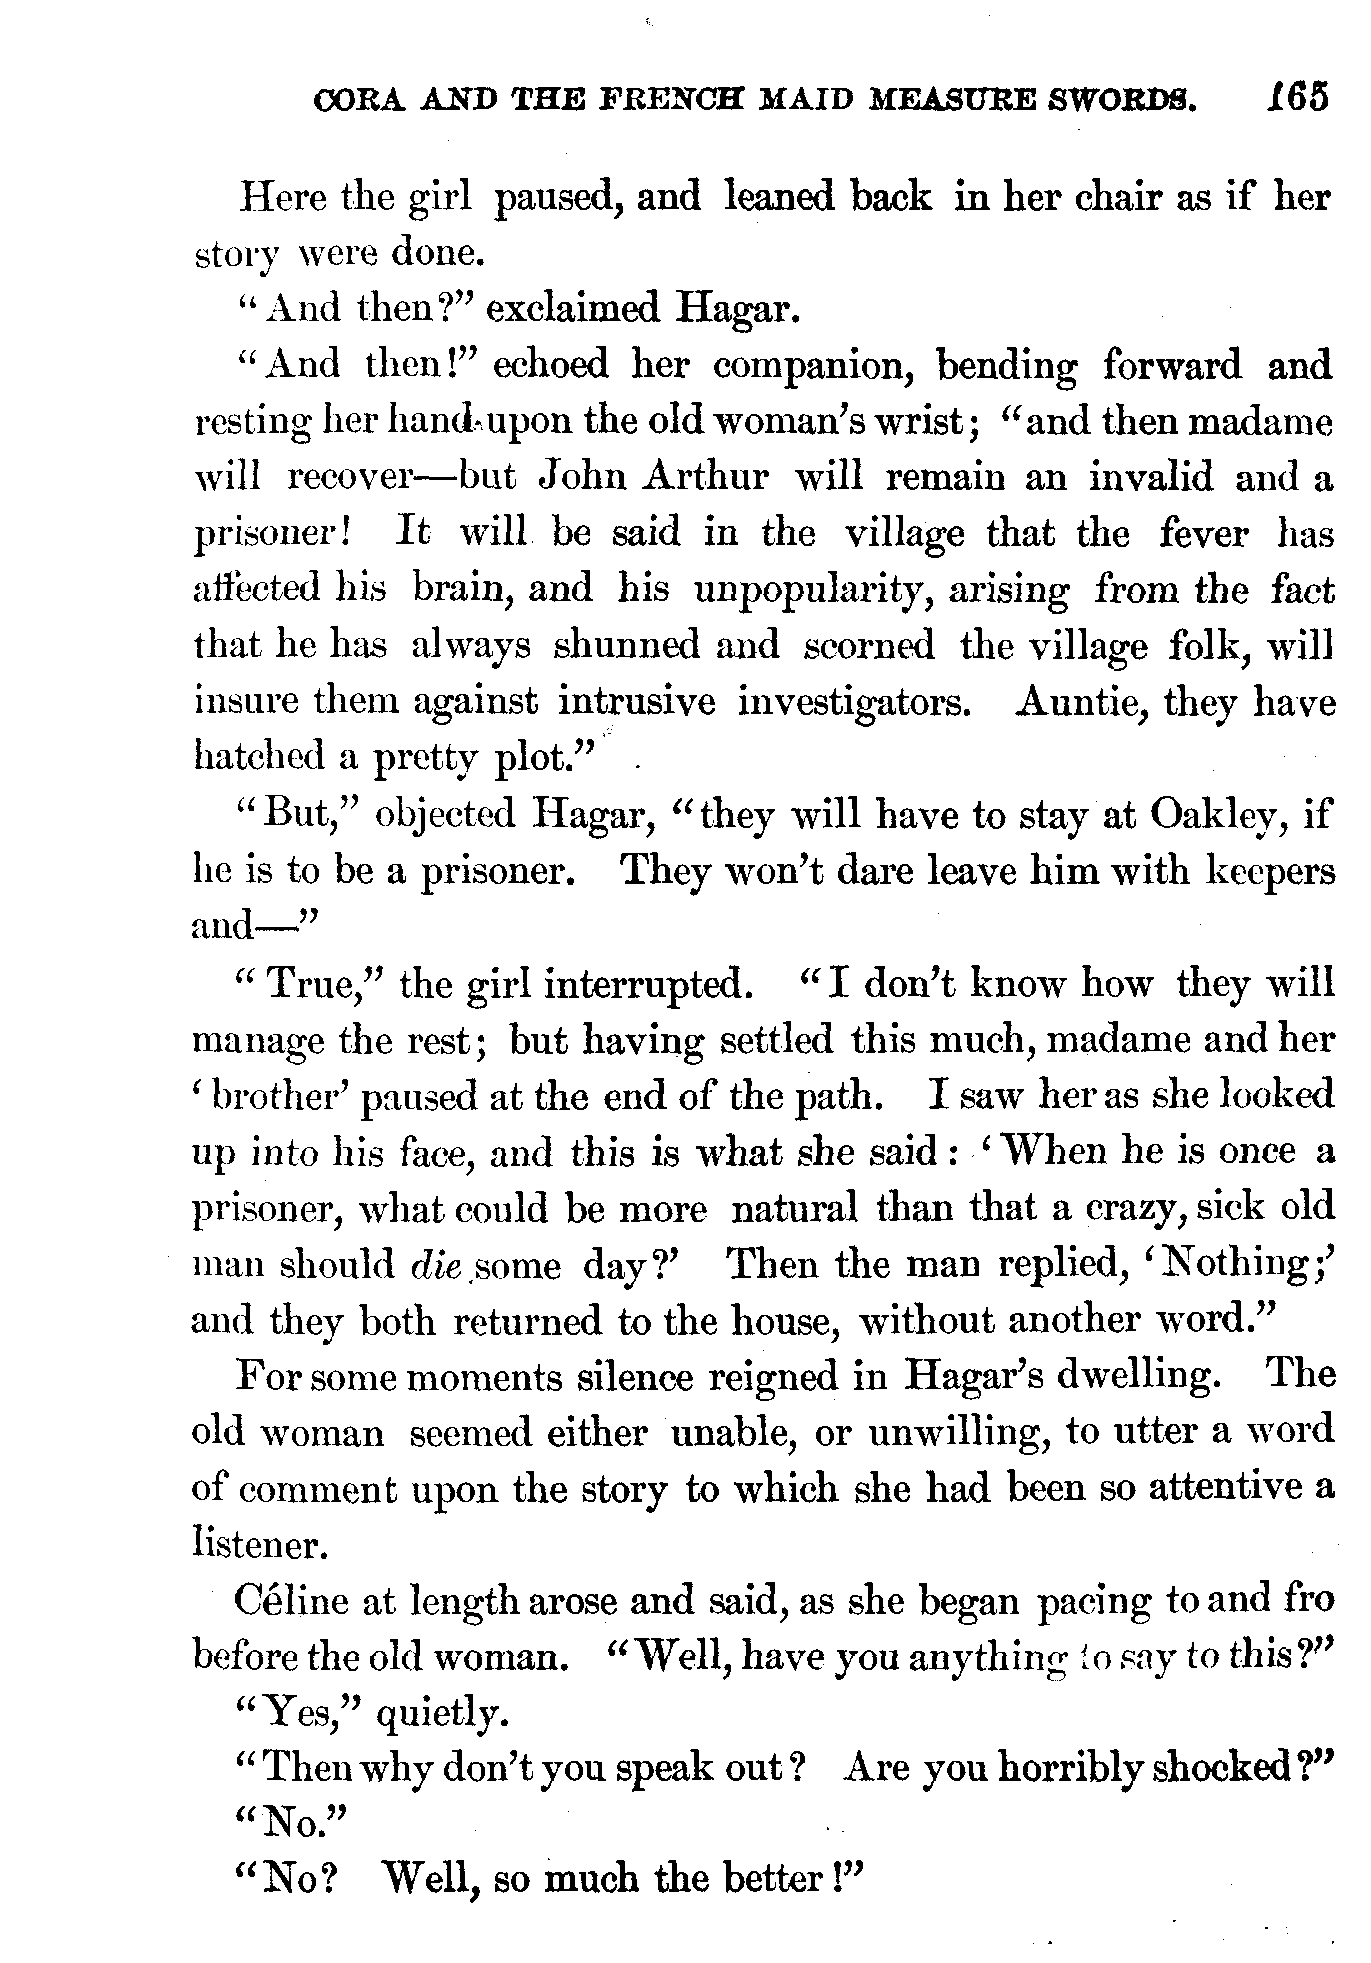 CORA AND THE FRENCH MAID MEASURE SWORDS. 165
Here the girl paused, and leaned back in her chair as if her
story were done.
"And then?" exclaimed Hagar.
"And then!" echoed her companion, bending forward and
resting her hand upon the old woman's wrist; "and then madame
will recover—but John Arthur will remain an invalid and a
prisoner! It will be said in the village that the fever has
affected his brain, and his unpopularity, arising from the fact
that he has always shunned and scorned the village folk, will
insure them against intrusive investigators. Auntie, they have
hatched a pretty plot."
"But," objected Hagar, "they will have to stay at Oakley, if
he is to be a prisoner. They won't dare leave him with keepers
and—"
"True," the girl interrupted. "I don't know how they will
manage the rest; but having settled this much, madame and her
'brother' paused at the end of the path. I saw her as she looked
up into his face, and this is what she said: 'When he is once a
prisoner, what could be more natural than that a crazy, sick old
man should die some day?' Then the man replied, 'Nothing;'
and they both returned to the house, without another word."
For some moments silence reigned in Hagar's dwelling. The
old woman seemed either unable, or unwilling, to utter a word
of comment upon the story to which she had been so attentive a
listener.
Céline at length arose and said, as she began pacing to and fro
before the old woman. "Well, have you anything to say to this?"
"Yes," quietly.
"Then why don't you speak out? Are you horribly shocked?"
"No."
"No? Well, so much the better!"